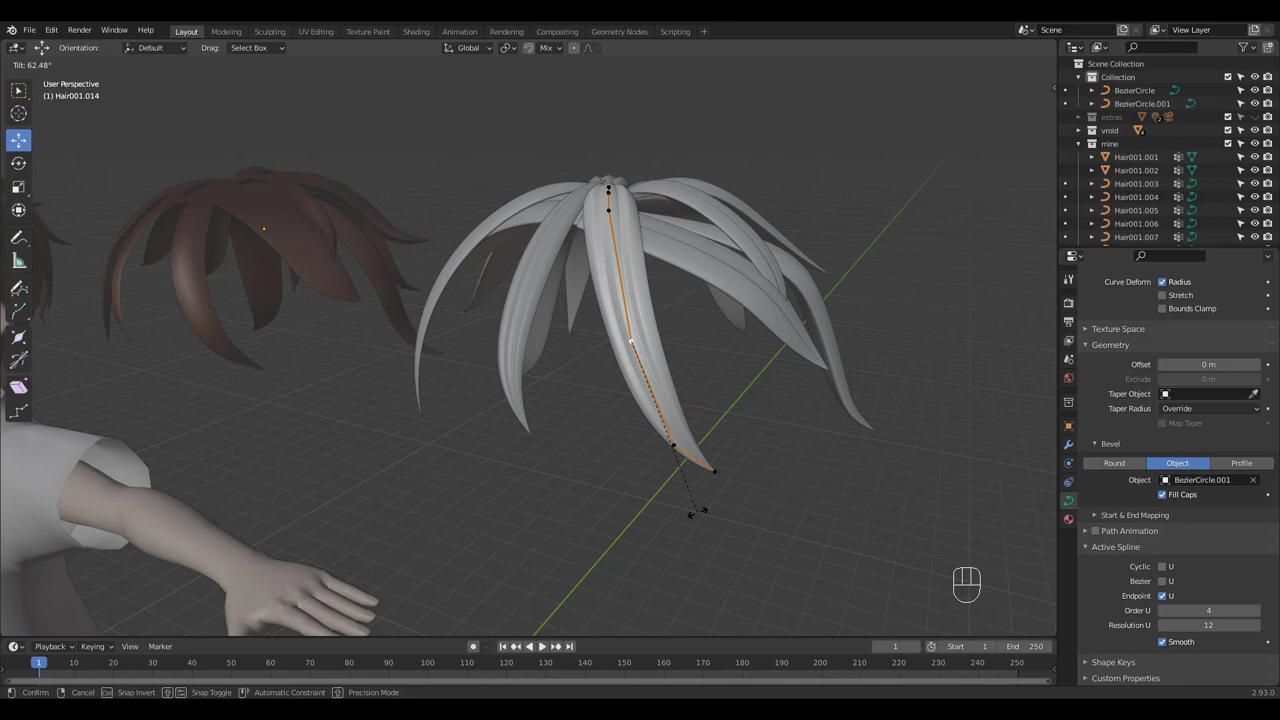 File Edit Render Window Help
Layout Modeling Sculpting UV Editing Texture Paint Shading Animation Rendering Compositing Geometry Nodes Scripting +
Scene
View Layer
Orientation: Default Drag: Select Box
Global Mix
Tilt: 62.48°
User Perspective
(1) Hair001.014
Scene Collection
Collection
BezierCircle
BezierCircle.001
extras
vroid
mine
Hair001.001
Hair001.002
Hair001.003
Hair001.004
Hair001.005
Hair001.006
Hair001.007
Curve Deform Radius
Stretch
Bounds Clamp
Texture Space
Geometry
Offset 0 m
Extrude 0 m
Taper Object
Taper Radius Override
Map Taper
Bevel
Round Object Profile
Object BezierCircle.001
Fill Caps
Start & End Mapping
Path Animation
Active Spline
Cyclic U
Bezier U
Endpoint U
Order U 4
Resolution U 12
Smooth
Shape Keys
Custom Properties
Playback Keying View Marker
1 Start 1 End 250
1 10 20 30 40 50 60 70 80 90 100 110 120 130 140 150 160 170 180 190 200 210 220 230 240 250
Confirm Cancel Snap Invert Snap Toggle Automatic Constraint Precision Mode
2.93.0